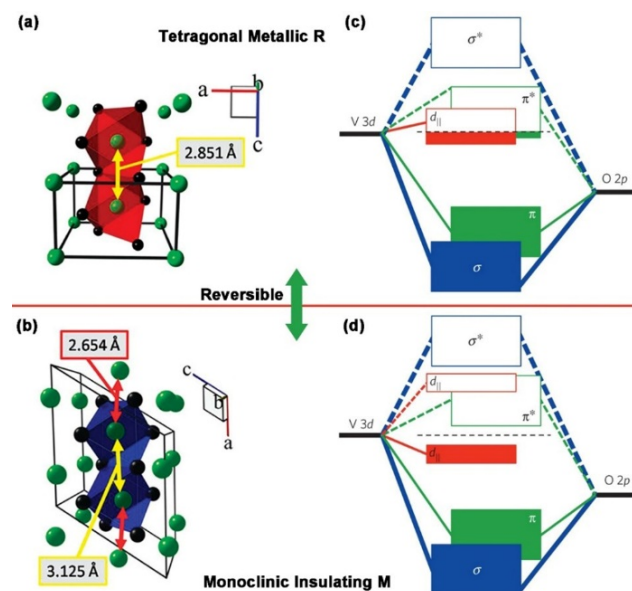 (a)
Tetragonal Metallic R
a
b
c
2.851 Å
(c)
σ*
π*
d||
V 3d
O 2p
π
σ
Reversible
(b)
2.654 Å
c
b
a
3.125 Å
Monoclinic Insulating M
(d)
σ*
d||
π*
V 3d
d||
O 2p
π
σ